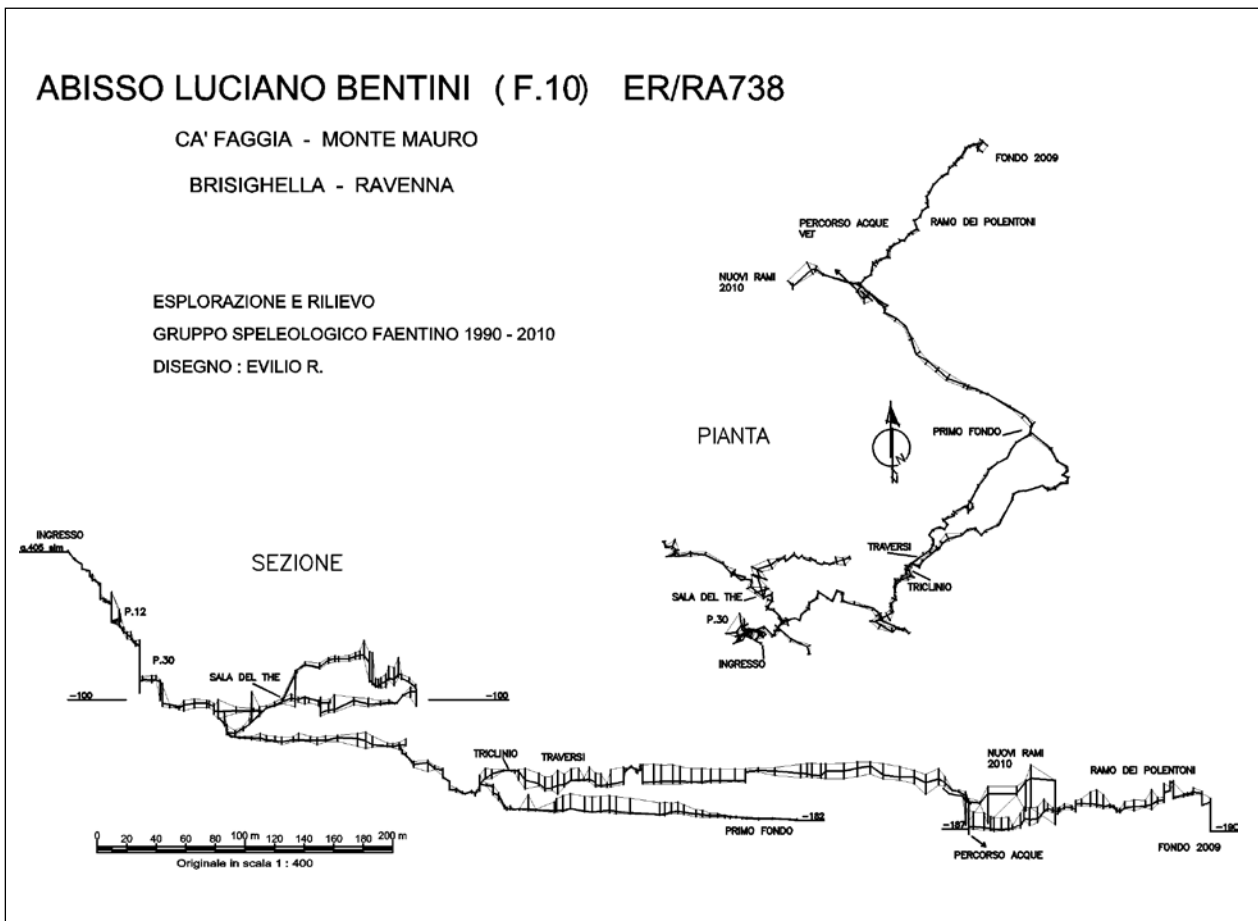 ABISSO LUCIANO BENTINI ( F.10) ER/RA738
CA' FAGGIA - MONTE MAURO
BRISIGHELLA - RAVENNA
ESPLORAZIONE E RILIEVO
GRUPPO SPELEOLOGICO FAENTINO 1990 - 2010
DISEGNO : EVILIO R.
FONDO 2009
PERCORSO ACQUE
VET
RAMO DEI POLENTONI
NUOVI RAMI
2010
PIANTA
PRIMO FONDO
N
TRAVERSI
TRICLINIO
SALA DEL THE
P.30
INGRESSO
INGRESSO
q.405 slm
SEZIONE
P.12
P.30
SALA DEL THE
-100
-100
TRICLINIO
TRAVERSI
NUOVI RAMI
2010
RAMO DEI POLENTONI
-182
PRIMO FONDO
-187
-190
PERCORSO ACQUE
FONDO 2009
0 20 40 60 80 100 m 120 140 160 180 200 m
Originale in scala 1 : 400